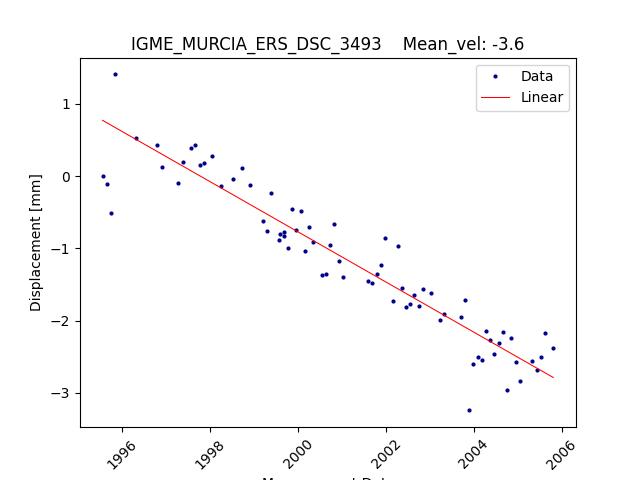 IGME_MURCIA_ERS_DSC_3493    Mean_vel: -3.6
Data
Linear
Displacement [mm]
1
0
−1
−2
−3
1996
1998
2000
2002
2004
2006